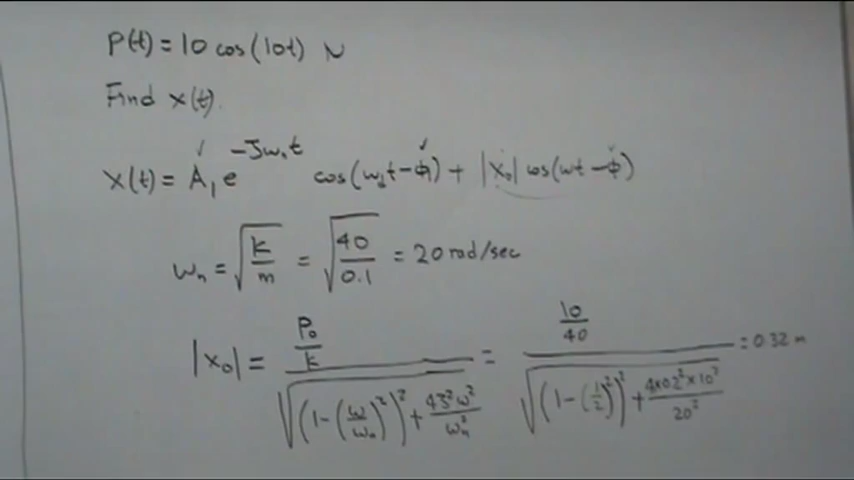 P(t) = 10 cos(10t) N
Find x(t).
x(t) = A₁ e^(-ζωₙt) cos(ω_d t - ϕ₁) + |x₀| cos(ωt - ϕ)
ωₙ = √(k/m) = √(40/0.1) = 20 rad/sec
|x₀| = (P₀/k) / √((1 - (ω/ωₙ)²)² + 4ζ²ω²/ωₙ²) = (10/40) / √((1 - (1/2)²)² + 4×0.2²×10²/20²) = 0.32 m